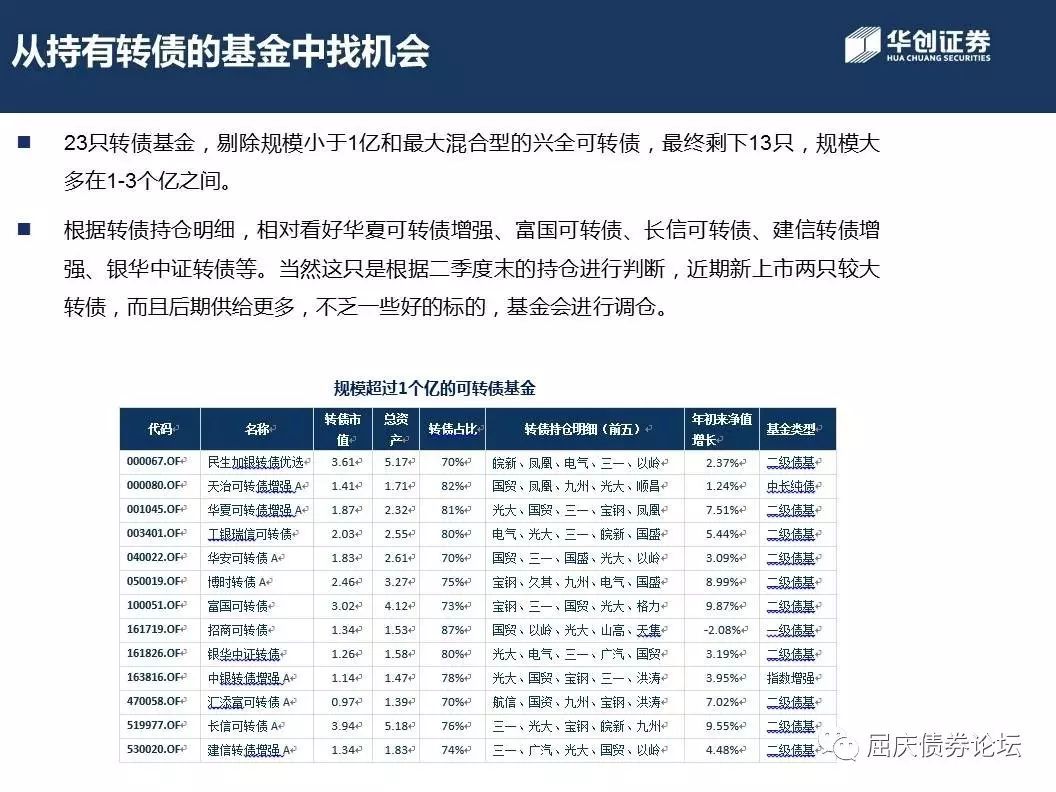 从持有转债的基金中找机会
华创证券
HUA CHUANG SECURITIES
23只转债基金，剔除规模小于1亿和最大混合型的兴全可转债，最终剩下13只，规模大
多在1-3个亿之间。
根据转债持仓明细，相对看好华夏可转债增强、富国可转债、长信可转债、建信转债增
强、银华中证转债等。当然这只是根据二季度末的持仓进行判断，近期新上市两只较大
转债，而且后期供给更多，不乏一些好的标的，基金会进行调仓。
规模超过1个亿的可转债基金
代码 名称 转债市值 总资产 转债占比 转债持仓明细（前五） 年初来净值增长 基金类型
000067.OF 民生加银转债优选 3.61 5.17 70% 皖新、凤凰、电气、三一、以岭 2.37% 二级债基
000080.OF 天治可转债增强 A 1.41 1.71 82% 国贸、凤凰、九州、光大、顺昌 1.24% 中长纯债
001045.OF 华夏可转债增强 A 1.87 2.32 81% 光大、国贸、三一、宝钢、凤凰 7.51% 二级债基
003401.OF 工银瑞信可转债 2.03 2.55 80% 电气、光大、三一、皖新、国盛 5.44% 二级债基
040022.OF 华安可转债 A 1.83 2.61 70% 国贸、三一、国盛、光大、以岭 3.09% 二级债基
050019.OF 博时转债 A 2.46 3.27 75% 宝钢、久其、九州、电气、国盛 8.99% 二级债基
100051.OF 富国可转债 3.02 4.12 73% 宝钢、三一、国贸、光大、格力 9.87% 二级债基
161719.OF 招商可转债 1.34 1.53 87% 国贸、以岭、光大、山高、天集 -2.08% 一级债基
161826.OF 银华中证转债 1.26 1.58 80% 光大、电气、三一、广汽、国贸 3.19% 二级债基
163816.OF 中银转债增强 A 1.14 1.47 78% 光大、国贸、宝钢、三一、洪涛 3.95% 指数增强
470058.OF 汇添富可转债 A 0.97 1.39 70% 航信、国资、九州、宝钢、洪涛 7.02% 二级债基
519977.OF 长信可转债 A 3.94 5.18 76% 三一、光大、宝钢、皖新、九州 9.55% 二级债基
530020.OF 建信转债增强 A 1.34 1.83 74% 三一、广汽、光大、国贸、以岭 4.48% 二级债基
屈庆债券论坛